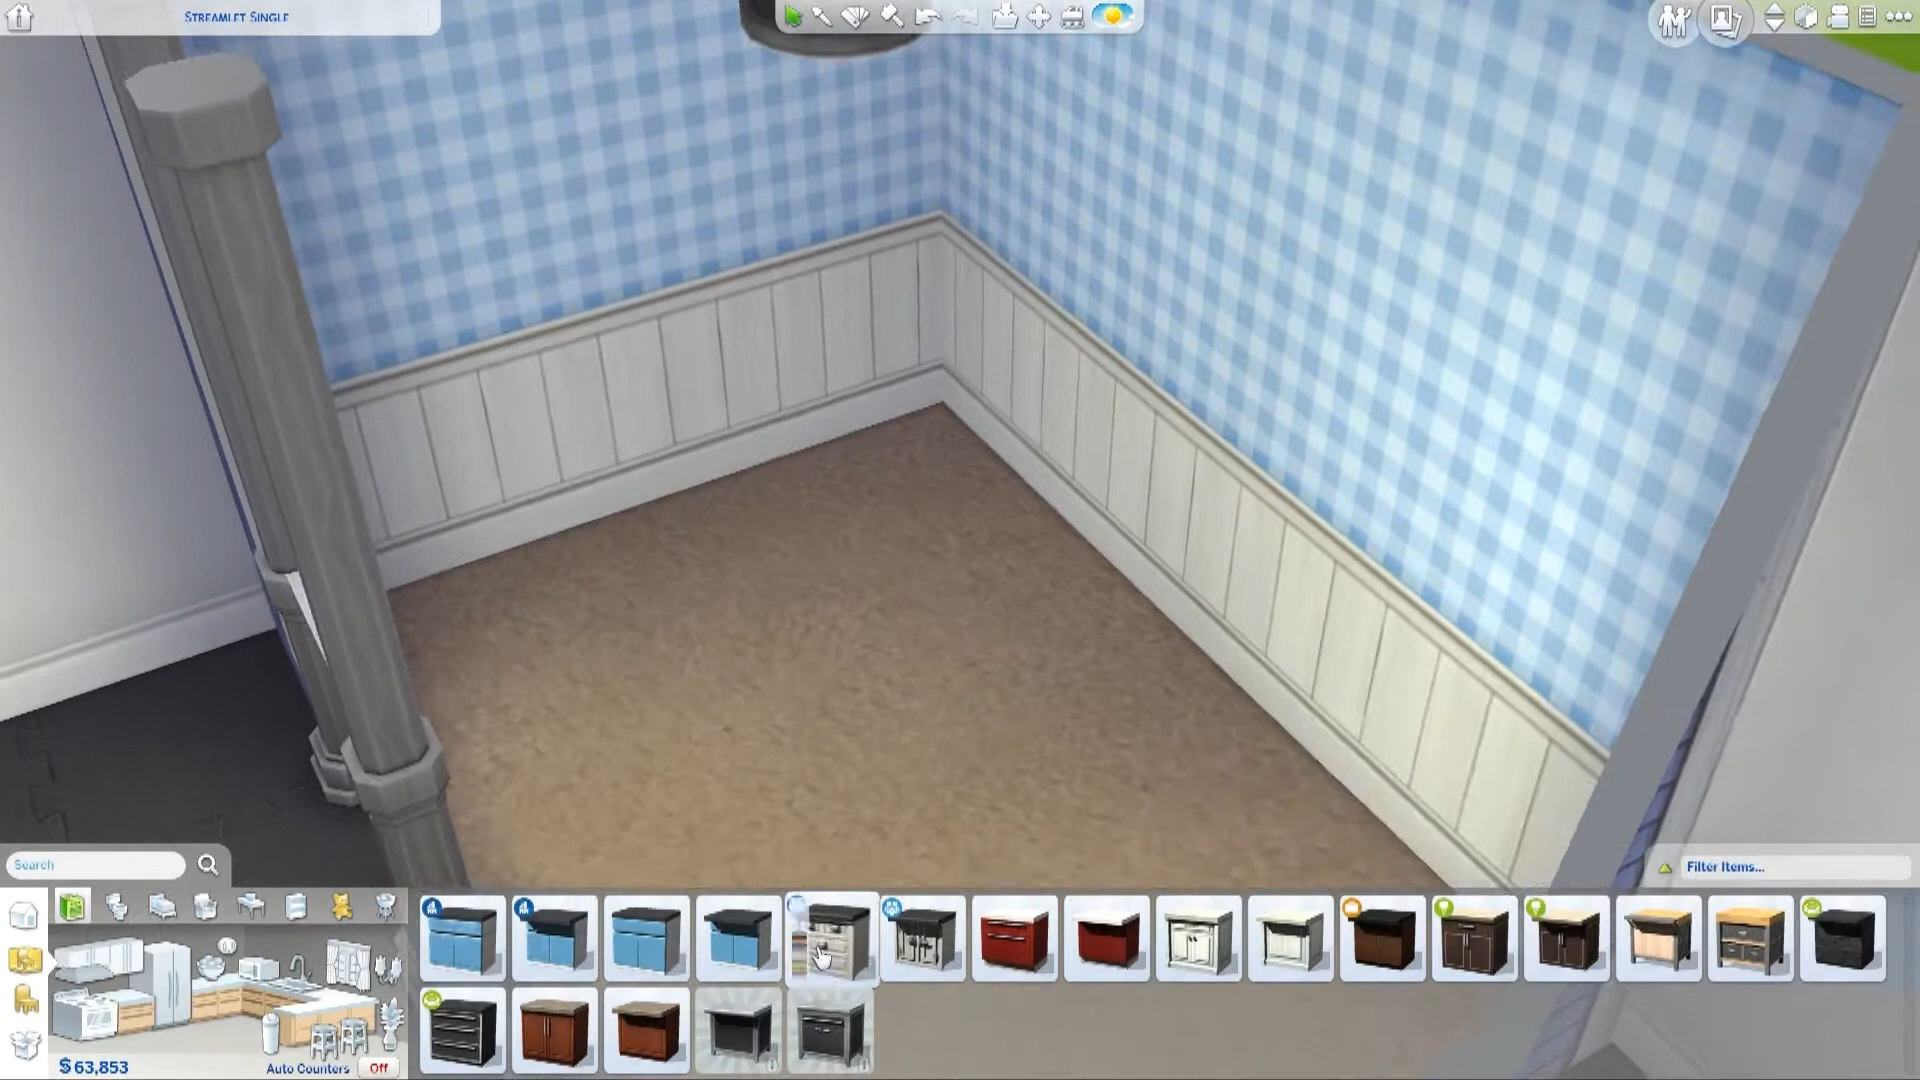 Streamlet Single
Search
Filter Items...
$63,853
Auto Counters Off